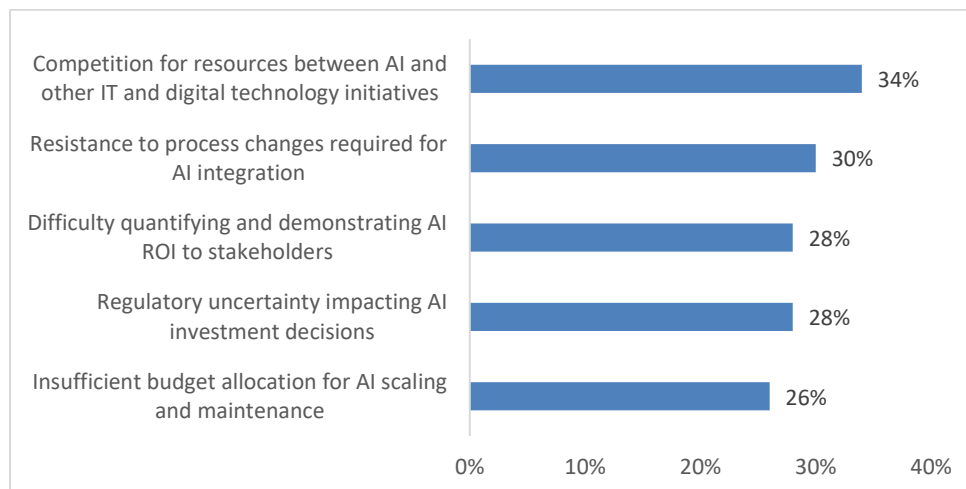 Competition for resources between AI and
other IT and digital technology initiatives
34%
Resistance to process changes required for
AI integration
30%
Difficulty quantifying and demonstrating AI
ROI to stakeholders
28%
Regulatory uncertainty impacting AI
investment decisions
28%
Insufficient budget allocation for AI scaling
and maintenance
26%
0% 10% 20% 30% 40%